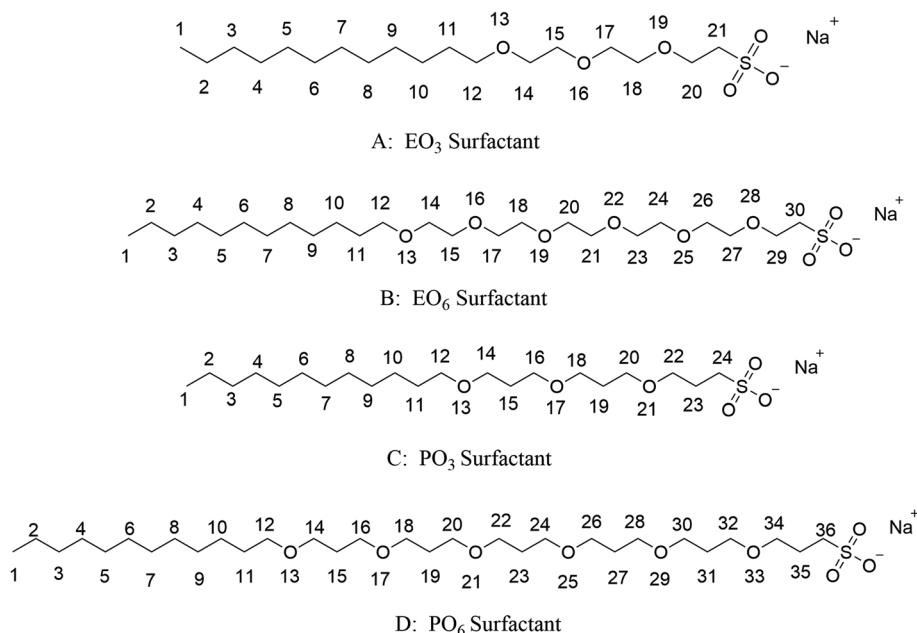 1 3 5 7 9 11 13 15 17 19 21 O Na+
O O O S O O−
2 4 6 8 10 12 14 16 18 20
A: EO3 Surfactant
2 4 6 8 10 12 14 16 18 20 22 24 26 28 30 O Na+
O O O O O O S O O−
1 3 5 7 9 11 13 15 17 19 21 23 25 27 29
B: EO6 Surfactant
2 4 6 8 10 12 14 16 18 20 22 24 O Na+
O O O S O O−
1 3 5 7 9 11 13 15 17 19 21 23
C: PO3 Surfactant
2 4 6 8 10 12 14 16 18 20 22 24 26 28 30 32 34 36 O Na+
O O O O O O S O O−
1 3 5 7 9 11 13 15 17 19 21 23 25 27 29 31 33 35
D: PO6 Surfactant